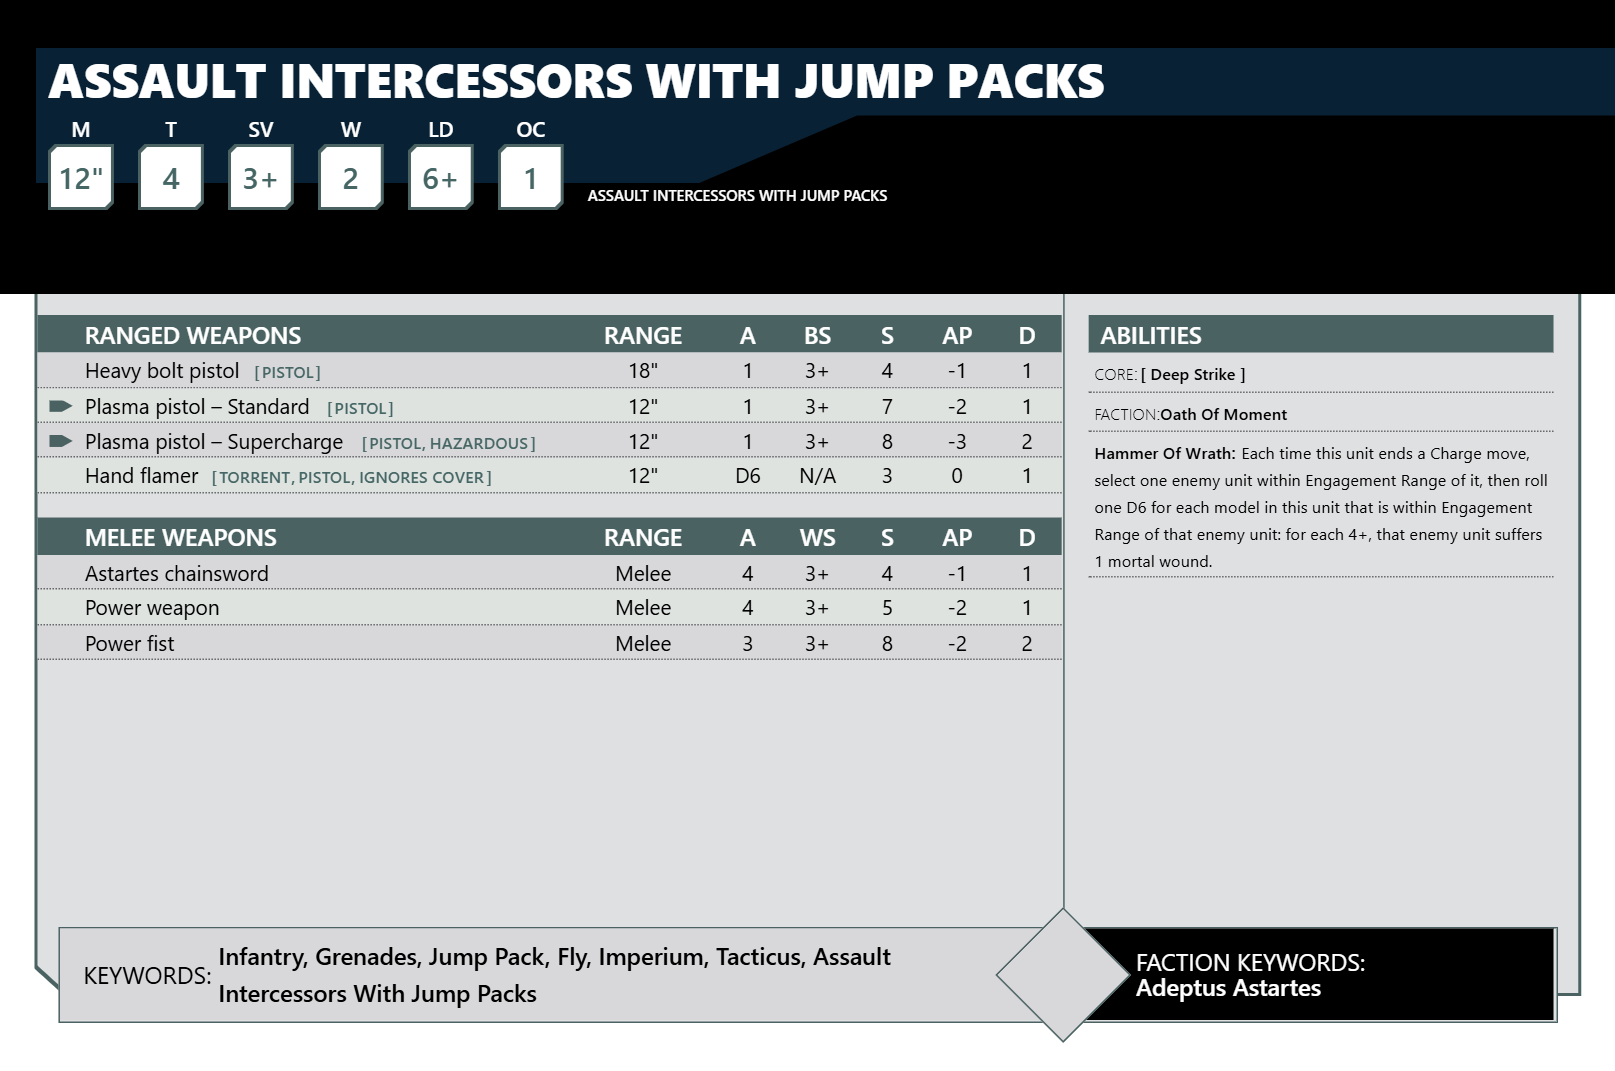 ASSAULT INTERCESSORS WITH JUMP PACKS
M T SV W LD OC
12" 4 3+ 2 6+ 1
ASSAULT INTERCESSORS WITH JUMP PACKS
RANGED WEAPONS RANGE A BS S AP D
Heavy bolt pistol [PISTOL] 18" 1 3+ 4 -1 1
Plasma pistol – Standard [PISTOL] 12" 1 3+ 7 -2 1
Plasma pistol – Supercharge [PISTOL, HAZARDOUS] 12" 1 3+ 8 -3 2
Hand flamer [TORRENT, PISTOL, IGNORES COVER] 12" D6 N/A 3 0 1
MELEE WEAPONS RANGE A WS S AP D
Astartes chainsword Melee 4 3+ 4 -1 1
Power weapon Melee 4 3+ 5 -2 1
Power fist Melee 3 3+ 8 -2 2
ABILITIES
CORE: [ Deep Strike ]
FACTION:Oath Of Moment
Hammer Of Wrath: Each time this unit ends a Charge move,
select one enemy unit within Engagement Range of it, then roll
one D6 for each model in this unit that is within Engagement
Range of that enemy unit: for each 4+, that enemy unit suffers
1 mortal wound.
KEYWORDS: Infantry, Grenades, Jump Pack, Fly, Imperium, Tacticus, Assault
Intercessors With Jump Packs
FACTION KEYWORDS:
Adeptus Astartes